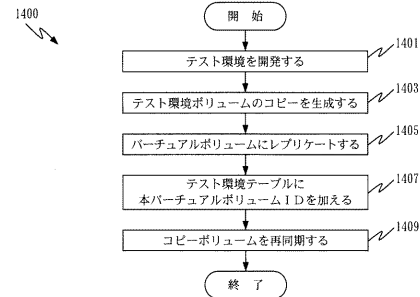 1400
開 始
1401
テスト環境を開発する
1403
テスト環境ボリュームのコピーを生成する
1405
バーチュアルボリュームにレプリケートする
1407
テスト環境テーブルに
本バーチュアルボリュームIDを加える
1409
コピーボリュームを再同期する
終 了